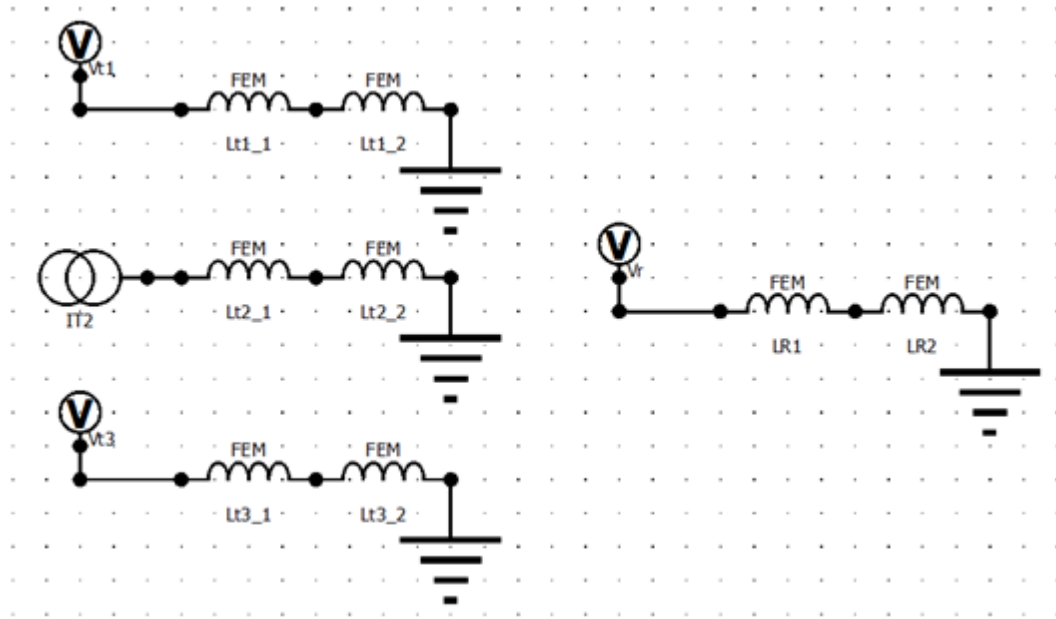 V
Vt1
FEM FEM
Lt1_1 Lt1_2
FEM FEM
IT2 Lt2_1 Lt2_2
V
Vt3
FEM FEM
Lt3_1 Lt3_2
V
Vr
FEM FEM
LR1 LR2